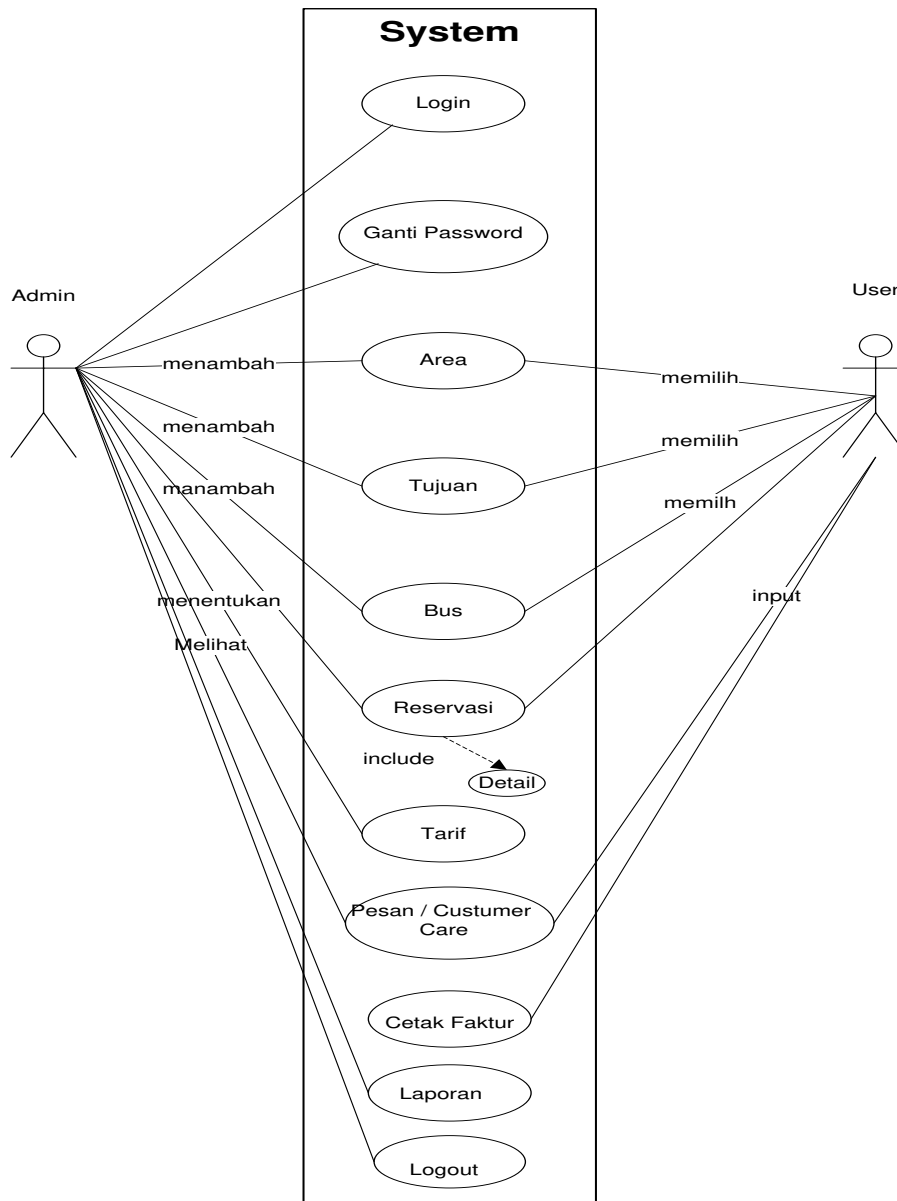 System
Login
Ganti Password
Admin
User
menambah
Area
memilih
menambah
memilih
manambah
Tujuan
memilh
menentukan
Bus
input
Melihat
Reservasi
include
Detail
Tarif
Pesan / Custumer
Care
Cetak Faktur
Laporan
Logout